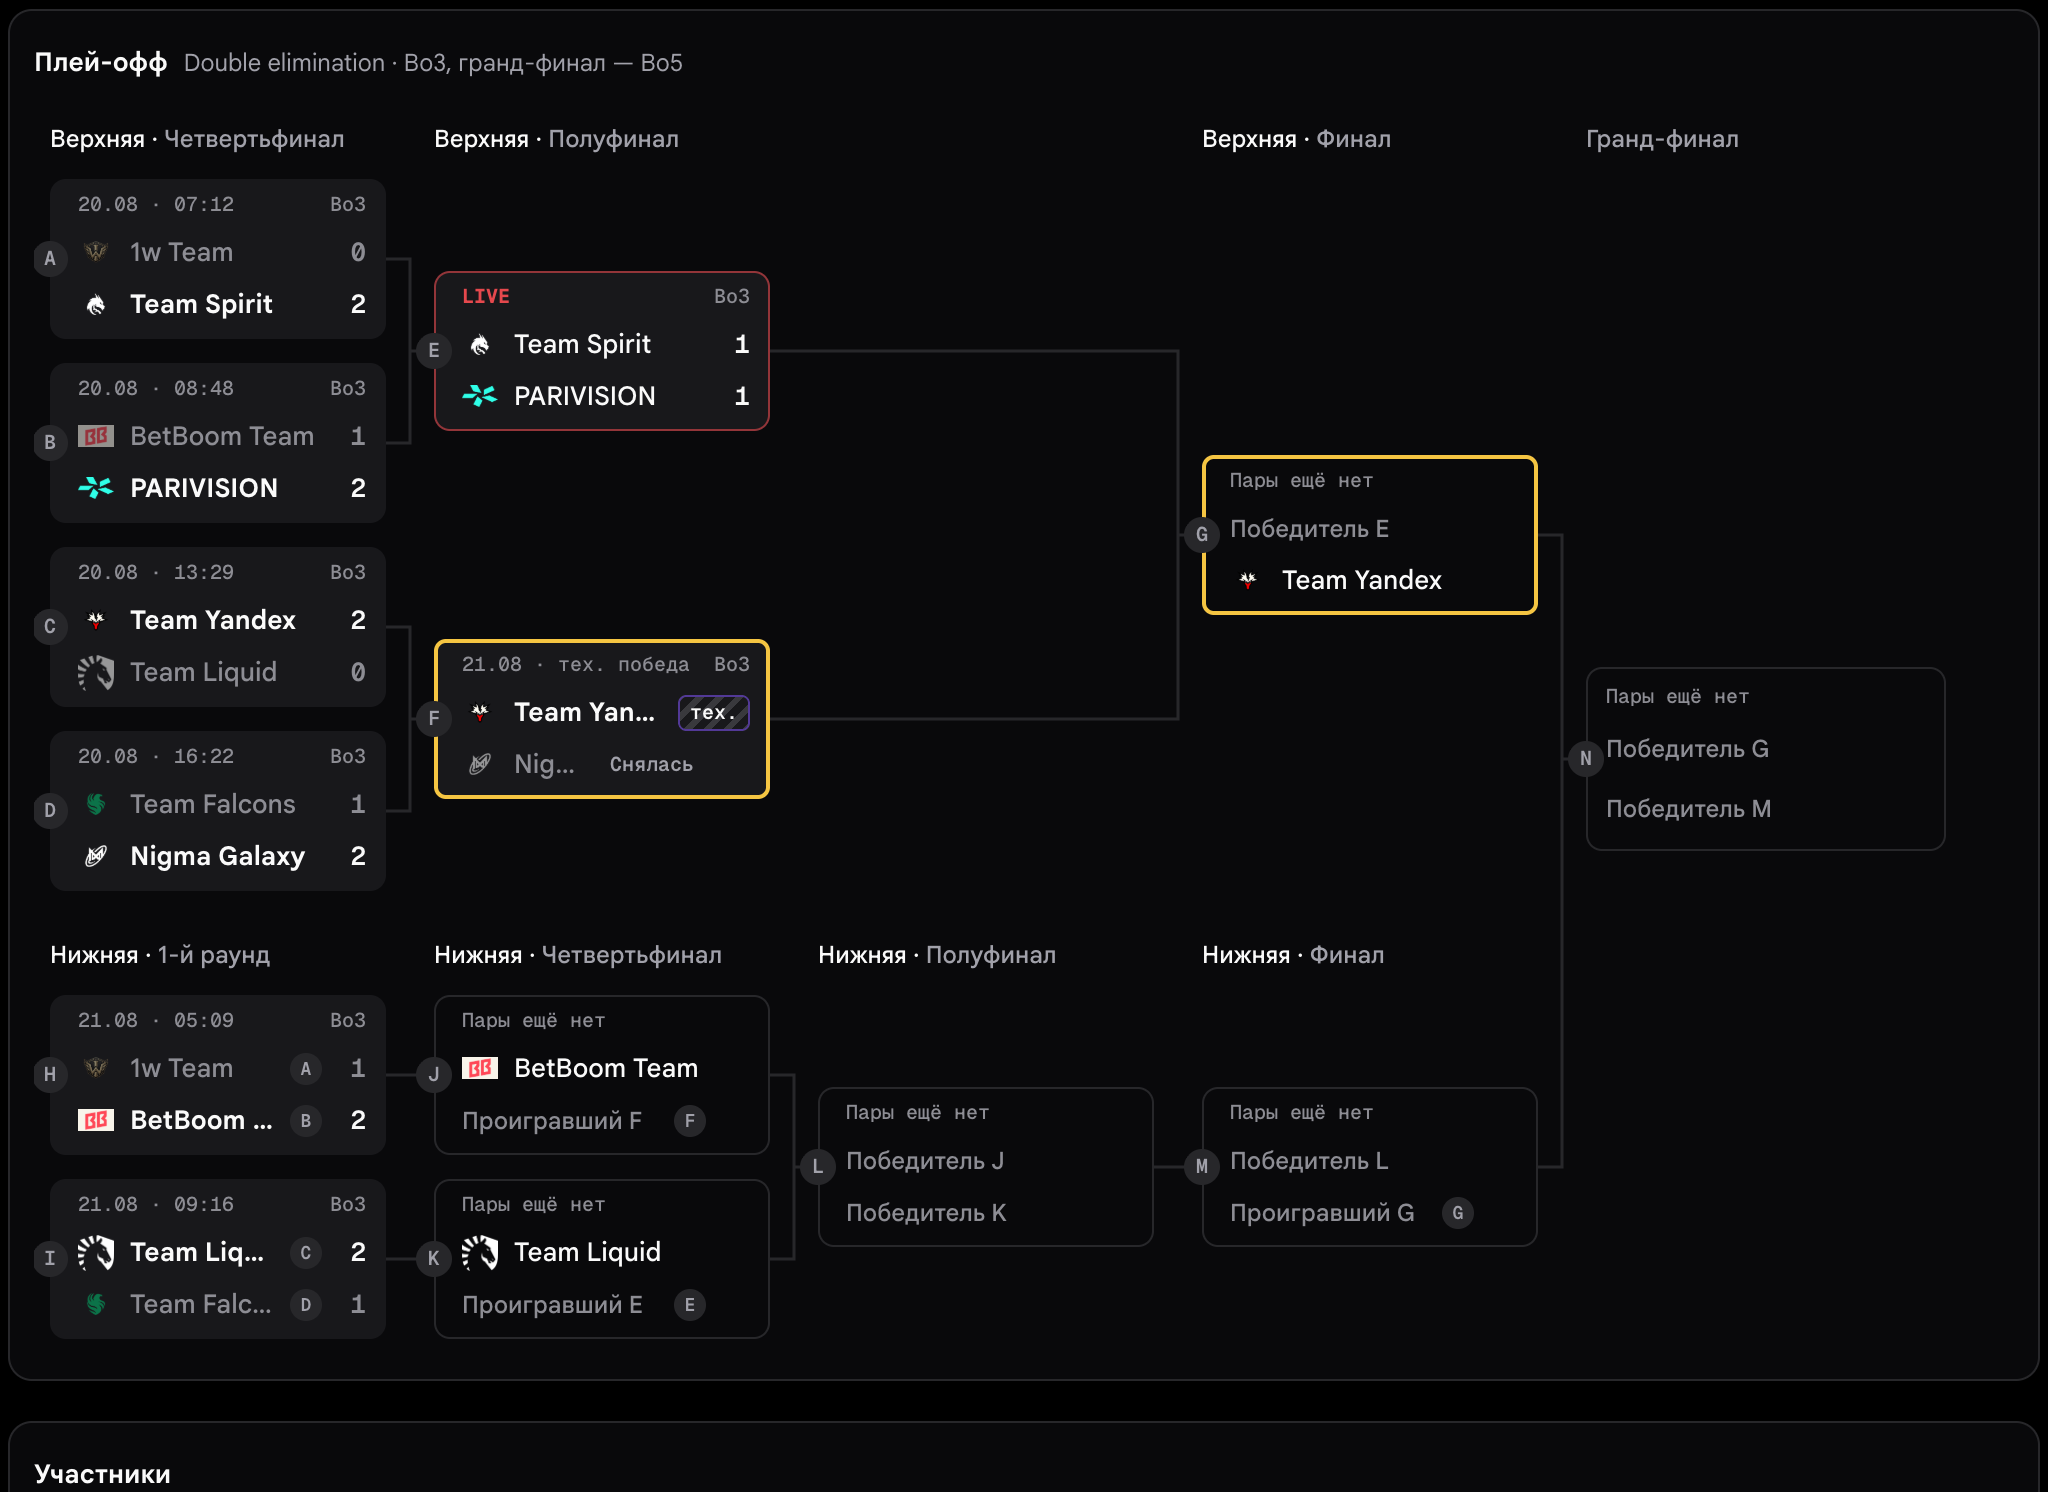 Плей-офф Double elimination · Bo3, гранд-финал — Bo5
Верхняя · Четвертьфинал
20.08 · 07:12 Bo3
A
1w Team 0
Team Spirit 2
20.08 · 08:48 Bo3
B
BetBoom Team 1
PARIVISION 2
20.08 · 13:29 Bo3
C
Team Yandex 2
Team Liquid 0
20.08 · 16:22 Bo3
D
Team Falcons 1
Nigma Galaxy 2
Верхняя · Полуфинал
LIVE Bo3
E
Team Spirit 1
PARIVISION 1
21.08 · тех. победа Bo3
F
Team Yan... тех.
Nig... Снялась
Верхняя · Финал
Пары ещё нет
G
Победитель E
Team Yandex
Гранд-финал
Пары ещё нет
N
Победитель G
Победитель M
Нижняя · 1-й раунд
21.08 · 05:09 Bo3
H
1w Team A 1
BetBoom ... B 2
21.08 · 09:16 Bo3
I
Team Liq... C 2
Team Falc... D 1
Нижняя · Четвертьфинал
Пары ещё нет
J
BetBoom Team
Проигравший F F
Пары ещё нет
K
Team Liquid
Проигравший E E
Нижняя · Полуфинал
Пары ещё нет
L
Победитель J
Победитель K
Нижняя · Финал
Пары ещё нет
M
Победитель L
Проигравший G G
Участники